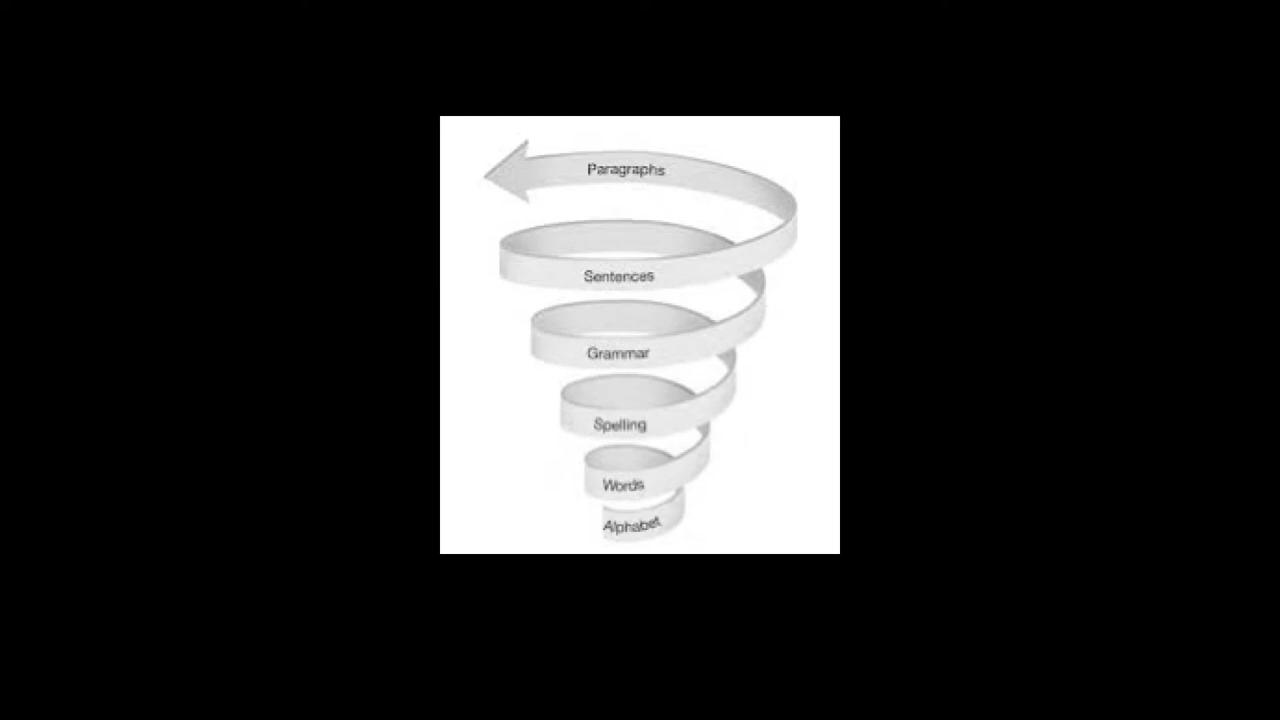 Paragraphs
Sentences
Grammar
Spelling
Words
Alphabet